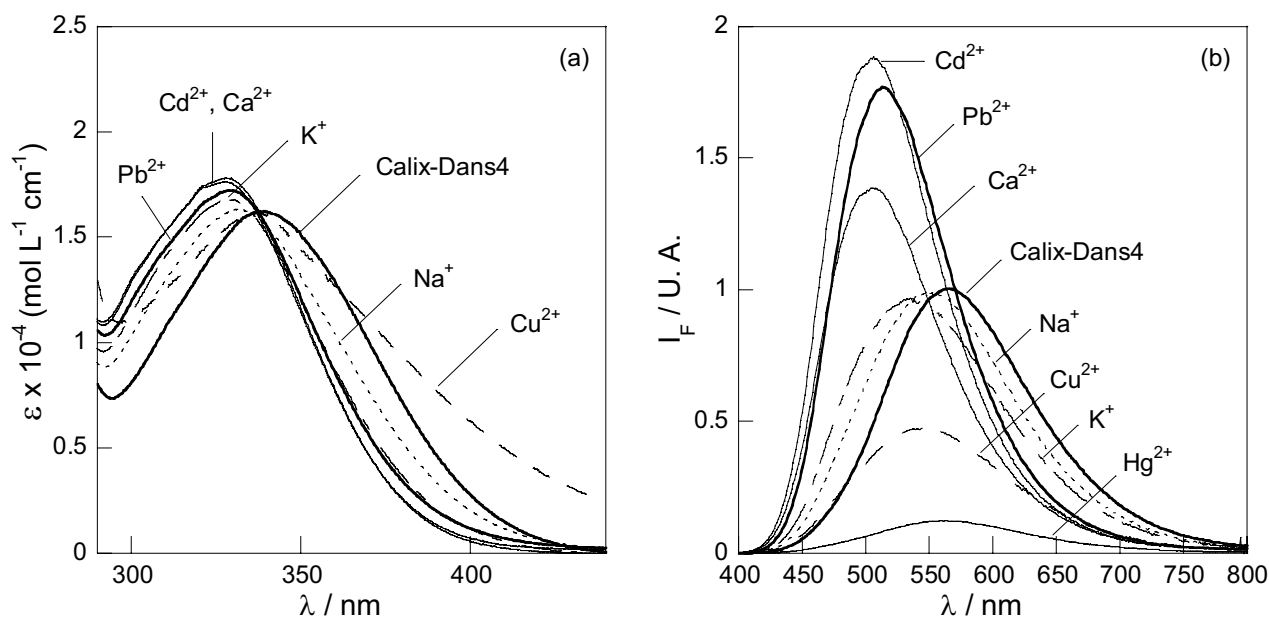 (a)
2.5
2
1.5
1
0.5
0
ε x 10⁻⁴ (mol L⁻¹ cm⁻¹)
Cd²⁺, Ca²⁺
K⁺
Pb²⁺
Calix-Dans4
Na⁺
Cu²⁺
300 350 400
λ / nm
(b)
2
1.5
1
0.5
0
I_F / U. A.
Cd²⁺
Pb²⁺
Ca²⁺
Calix-Dans4
Na⁺
Cu²⁺
K⁺
Hg²⁺
400 450 500 550 600 650 700 750 800
λ / nm